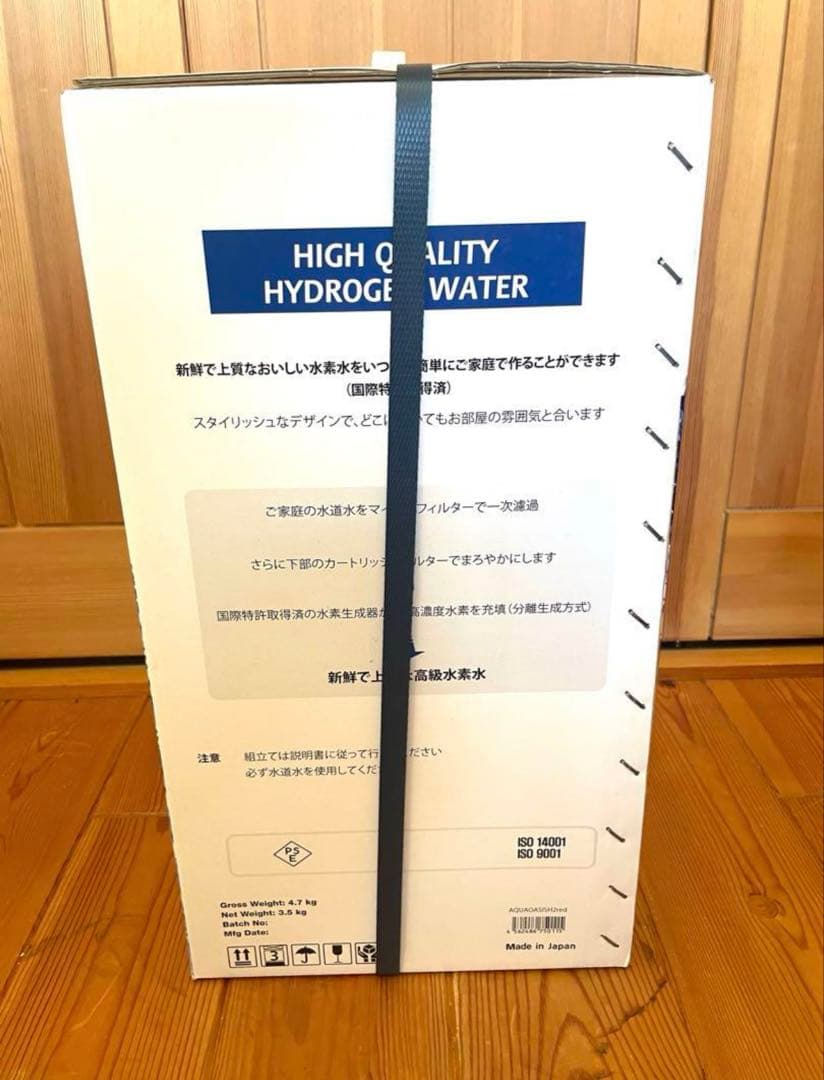 HIGH Q ALITY
HYDROGE WATER
新鮮で上質なおいしい水素水をいつ 簡単にご家庭で作ることができます
(国際特 得済)
スタイリッシュなデザインで、どこに いてもお部屋の雰囲気と合います
ご家庭の水道水をマイ フィルターで一次濾過
さらに下部のカートリッジ ルターでまろやかにします
国際特許取得済の水素生成器か 高濃度水素を充填(分離生成方式)
新鮮で上 な高級水素水
注意 組立ては説明書に従って行 ください
必ず水道水を使用してくだ
PS
E
ISO 14001
ISO 9001
Gross Weight: 4.7 kg
Net Weight: 3.5 kg
Batch No:
Mfg Date:
3
AQUAOASISH2red
Made in Japan